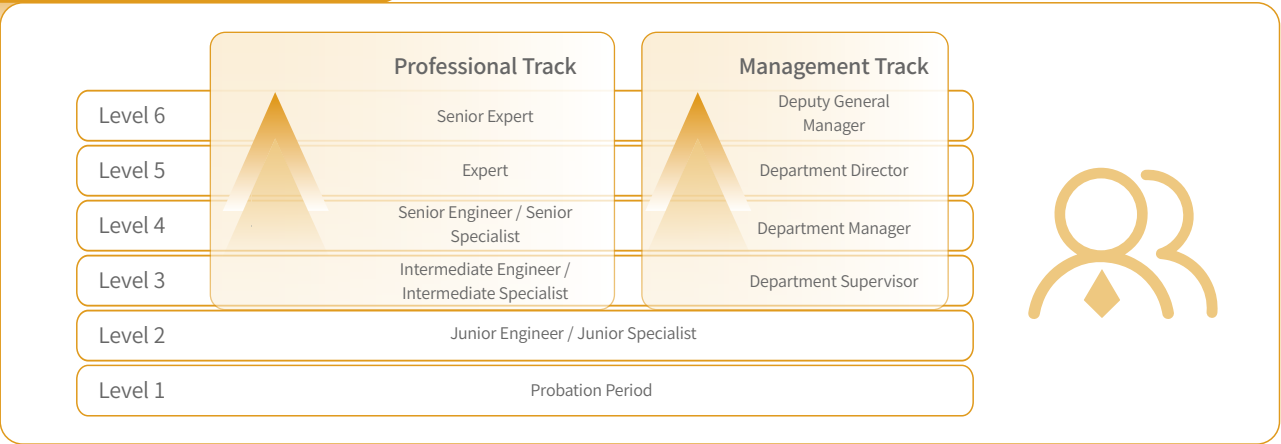 Professional Track
Management Track
Level 6
Senior Expert
Deputy General
Manager
Level 5
Expert
Department Director
Level 4
Senior Engineer / Senior
Specialist
Department Manager
Level 3
Intermediate Engineer /
Intermediate Specialist
Department Supervisor
Level 2
Junior Engineer / Junior Specialist
Level 1
Probation Period